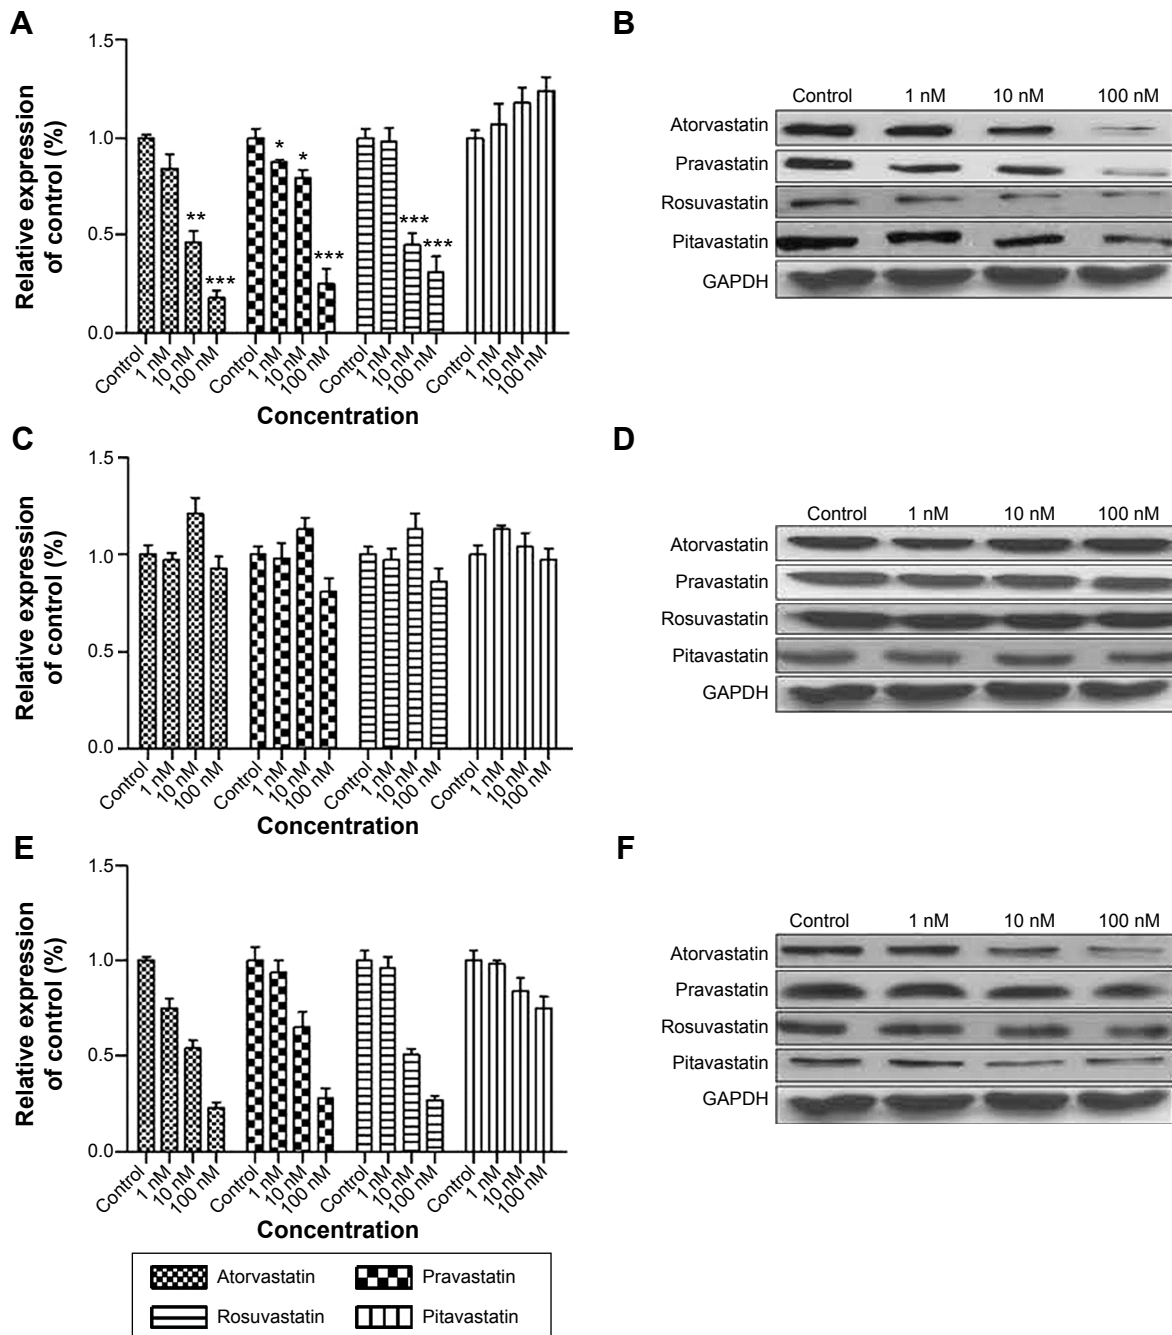 A
Relative expression
of control (%)
1.5
1.0
0.5
0.0
** *** * * *** *** ***
Control 1 nM 10 nM 100 nM Control 1 nM 10 nM 100 nM Control 1 nM 10 nM 100 nM Control 1 nM 10 nM 100 nM
Concentration
B
Control 1 nM 10 nM 100 nM
Atorvastatin
Pravastatin
Rosuvastatin
Pitavastatin
GAPDH
C
Relative expression
of control (%)
1.5
1.0
0.5
0.0
Control 1 nM 10 nM 100 nM Control 1 nM 10 nM 100 nM Control 1 nM 10 nM 100 nM Control 1 nM 10 nM 100 nM
Concentration
D
Control 1 nM 10 nM 100 nM
Atorvastatin
Pravastatin
Rosuvastatin
Pitavastatin
GAPDH
E
Relative expression
of control (%)
1.5
1.0
0.5
0.0
Control 1 nM 10 nM 100 nM Control 1 nM 10 nM 100 nM Control 1 nM 10 nM 100 nM Control 1 nM 10 nM 100 nM
Concentration
F
Control 1 nM 10 nM 100 nM
Atorvastatin
Pravastatin
Rosuvastatin
Pitavastatin
GAPDH
Atorvastatin Pravastatin
Rosuvastatin Pitavastatin